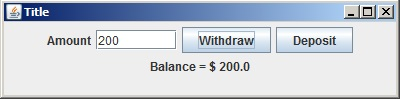 Title
Amount 200 Withdraw Deposit
Balance = $ 200.0